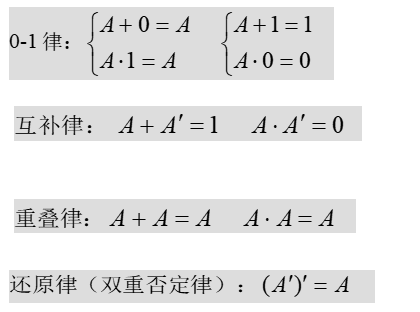 0-1律： { A + 0 = A { A + 1 = 1
A·1 = A A·0 = 0
互补律： A + A′ = 1 A · A′ = 0
重叠律： A + A = A A · A = A
还原律（双重否定律）：(A′)′ = A